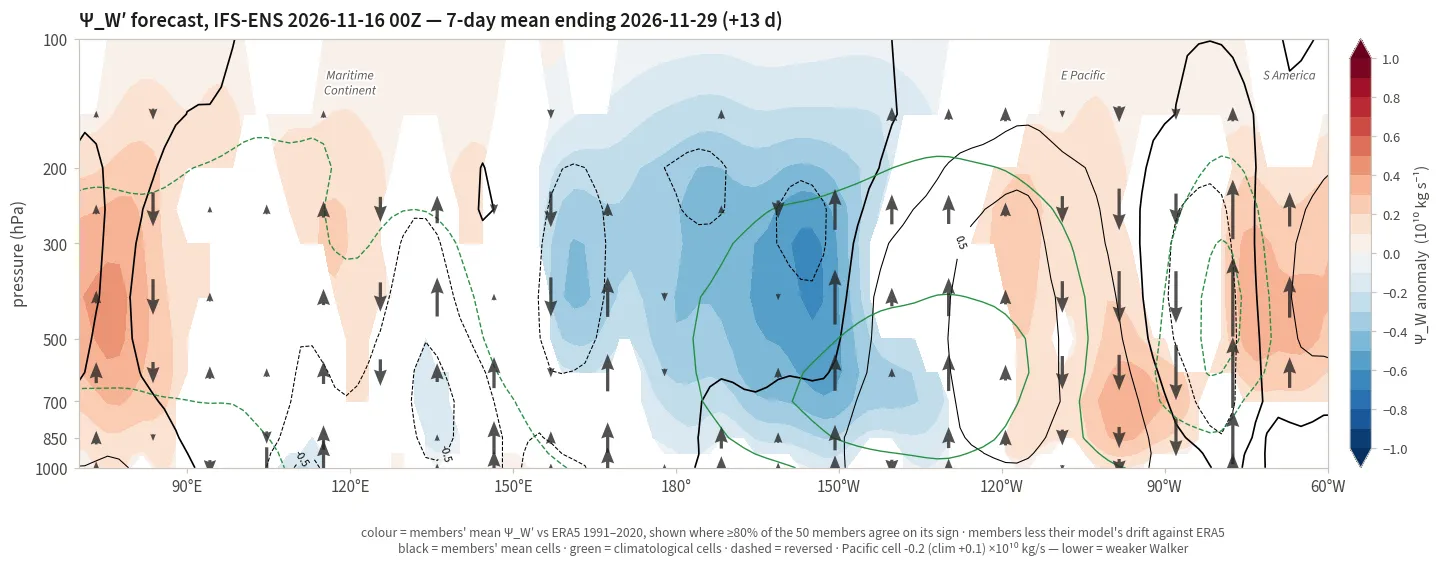 Ψ_W′ forecast, IFS-ENS 2026-11-16 00Z — 7-day mean ending 2026-11-29 (+13 d)
100
200
300
400
500
700
850
1000
pressure (hPa)
Maritime
Continent
E Pacific
S America
0.5
-0.5
-0.5
90°E
120°E
150°E
180°
150°W
120°W
90°W
60°W
1.0
0.8
0.6
0.4
0.2
0.0
−0.2
−0.4
−0.6
−0.8
−1.0
Ψ_W anomaly (10¹⁰ kg s⁻¹)
colour = members' mean Ψ_W′ vs ERA5 1991–2020, shown where ≥80% of the 50 members agree on its sign · members less their model's drift against ERA5
black = members' mean cells · green = climatological cells · dashed = reversed · Pacific cell -0.2 (clim +0.1) ×10¹⁰ kg/s — lower = weaker Walker